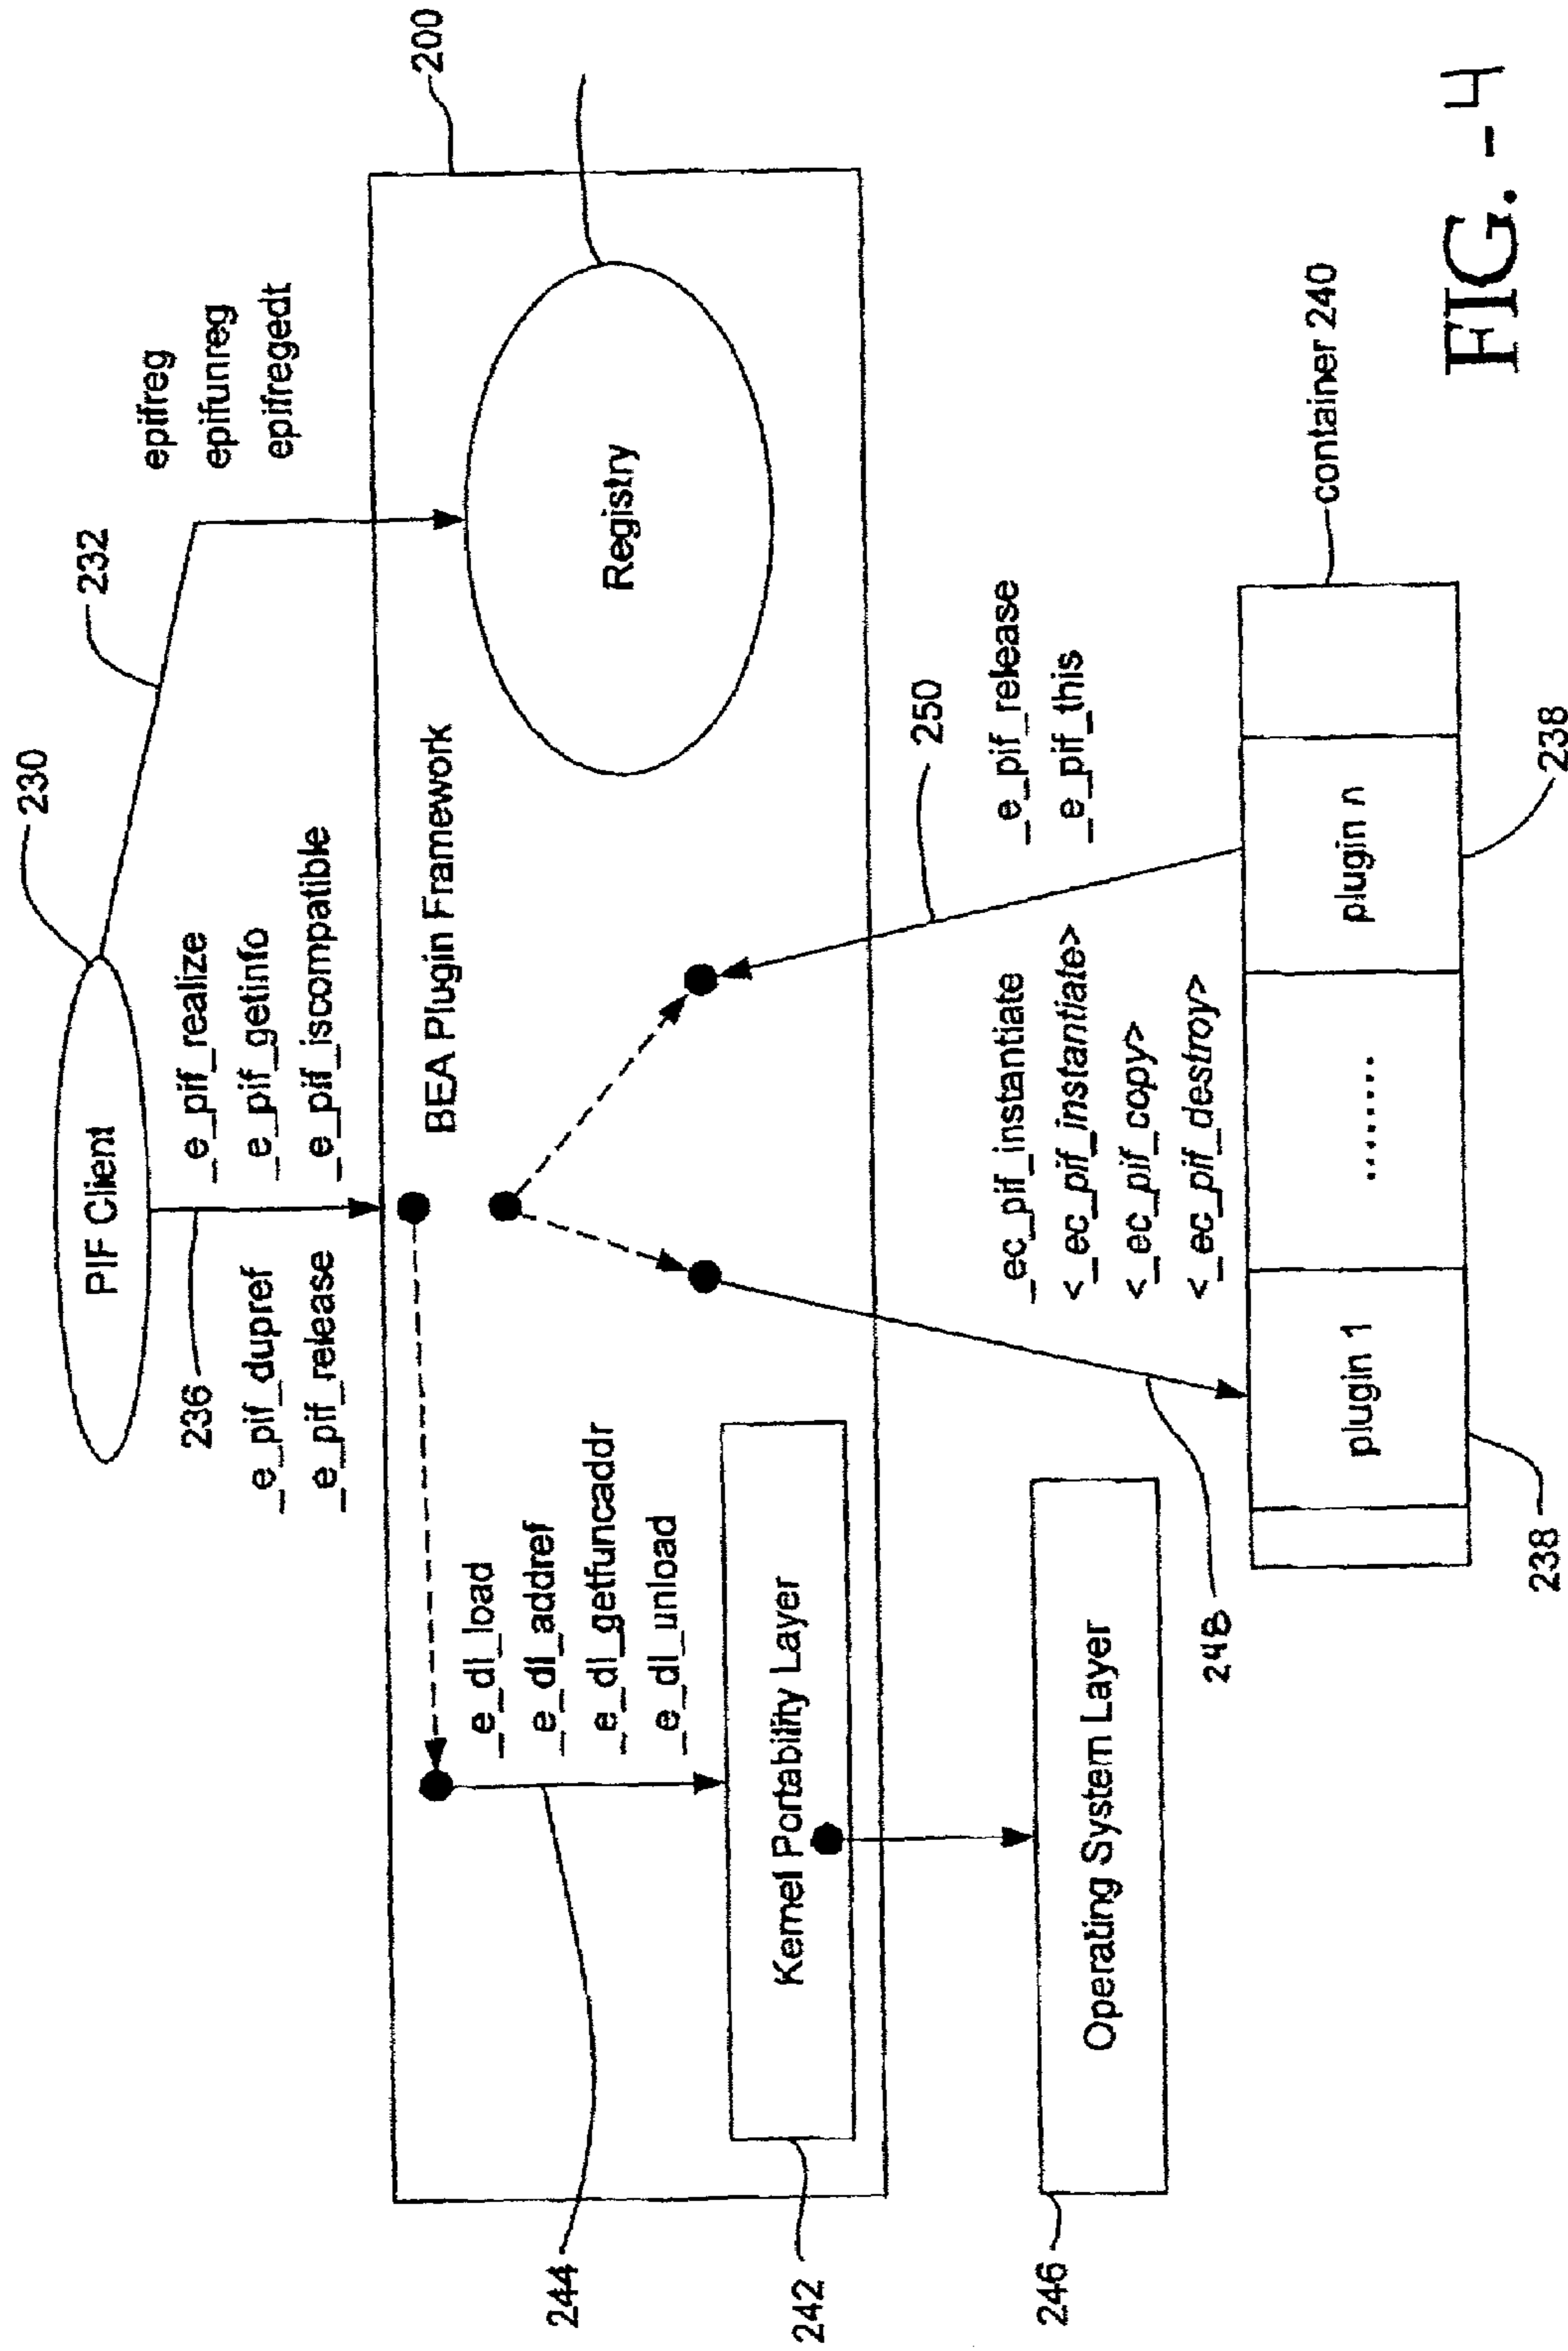 230
PIF Client
232
epifreg
epifunreg
epifregedt
200
236
_e_pif_dupref
_e_pif_release
_e_pif_realize
_e_pif_getinfo
_e_pif_iscompatible
BEA Plugin Framework
Registry
244
_e_dl_load
_e_dl_addref
_e_dl_getfuncaddr
_e_dl_unload
Kernel Portability Layer
242
Operating System Layer
246
250
_e_pif_release
_e_pif_this
_ec_pif_instantiate
<_ec_pif_instantiate>
<_ec_pif_copy>
<_ec_pif_destroy>
248
container 240
plugin 1
........
plugin n
238
238
FIG. - 4